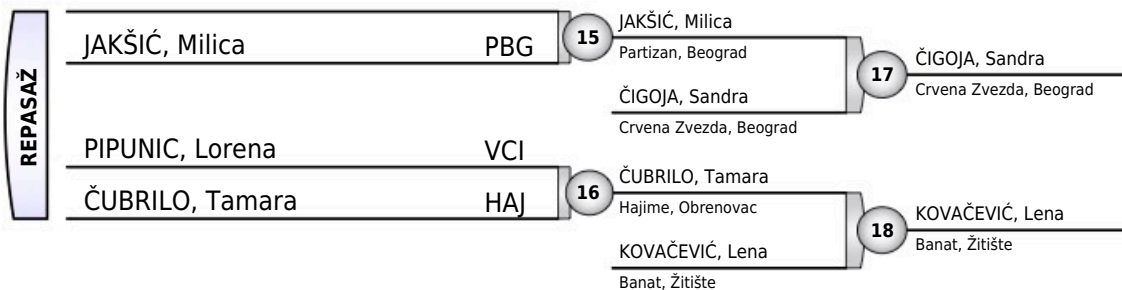 REPASAŽ
JAKŠIĆ, Milica PBG
15
JAKŠIĆ, Milica
Partizan, Beograd
ČIGOJA, Sandra
Crvena Zvezda, Beograd
17
ČIGOJA, Sandra
Crvena Zvezda, Beograd
PIPUNIC, Lorena VCI
ČUBRILO, Tamara HAJ
16
ČUBRILO, Tamara
Hajime, Obrenovac
KOVAČEVIĆ, Lena
Banat, Žitište
18
KOVAČEVIĆ, Lena
Banat, Žitište